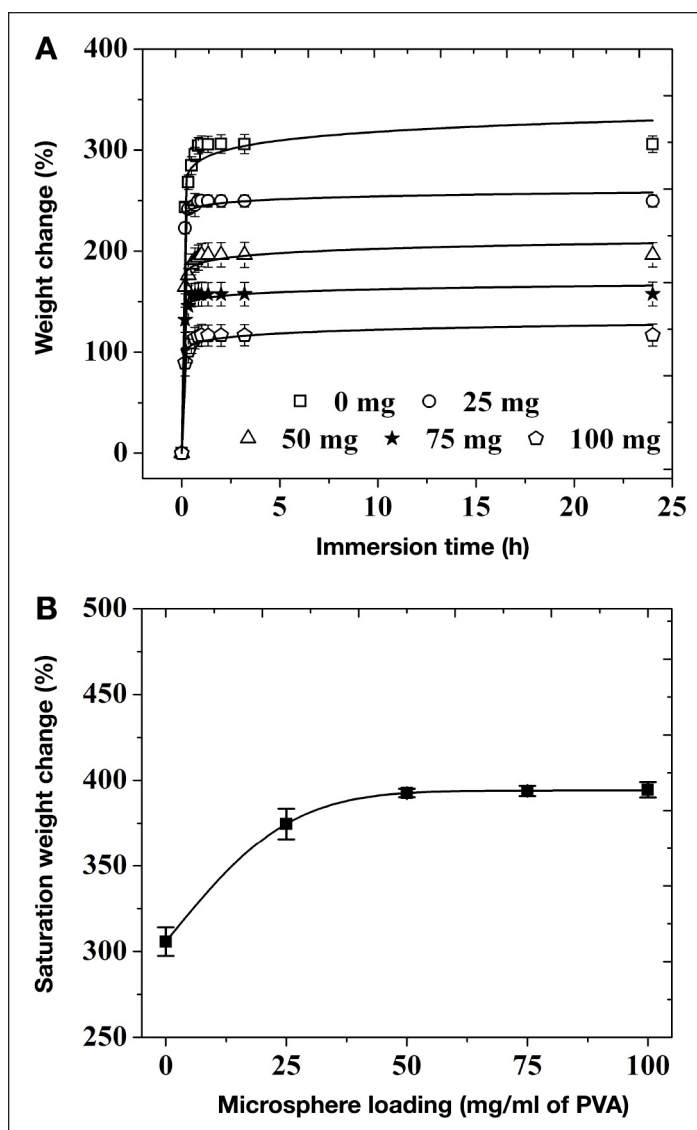 A
400
300
200
100
0
Weight change (%)
0 mg 25 mg
50 mg 75 mg 100 mg
0 5 10 15 20 25
Immersion time (h)
B
500
450
400
350
300
250
Saturation weight change (%)
0 25 50 75 100
Microsphere loading (mg/ml of PVA)